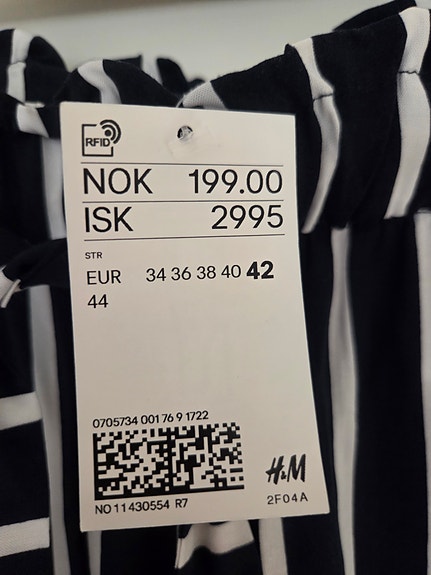 RFID
NOK 199.00
ISK 2995
STR
EUR 34 36 38 40 42
44
0705734 001 76 9 1722
H&M
NO 11430554 R7
2F04A